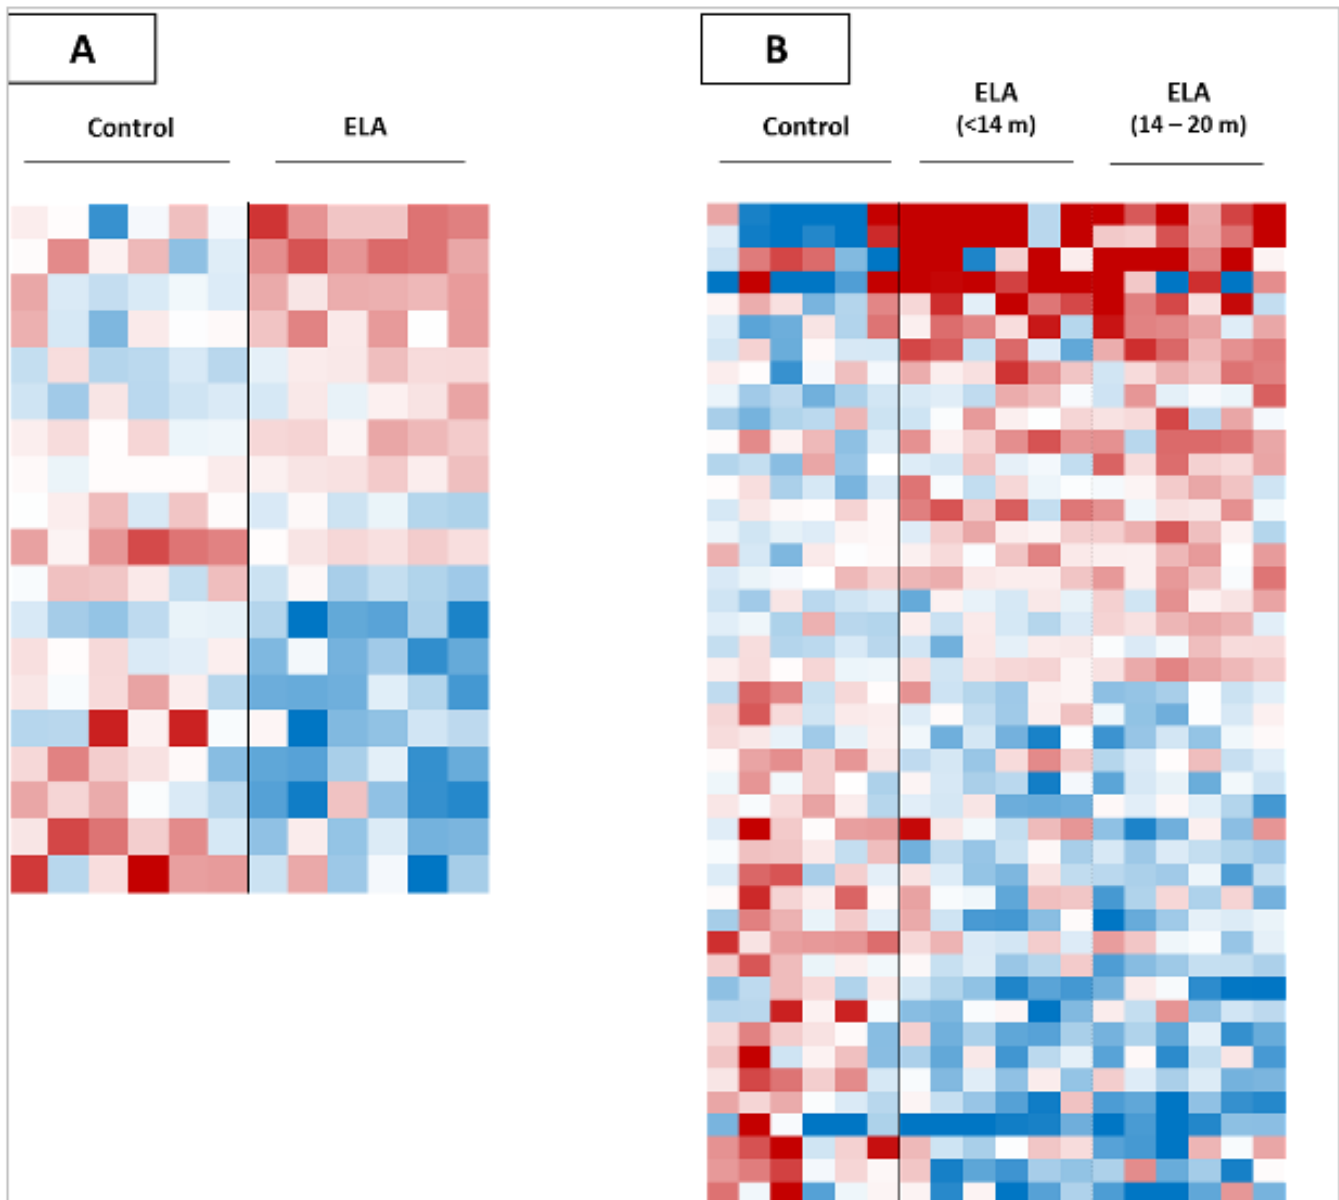 A
B
Control
ELA
Control
ELA
(<14 m)
ELA
(14 – 20 m)